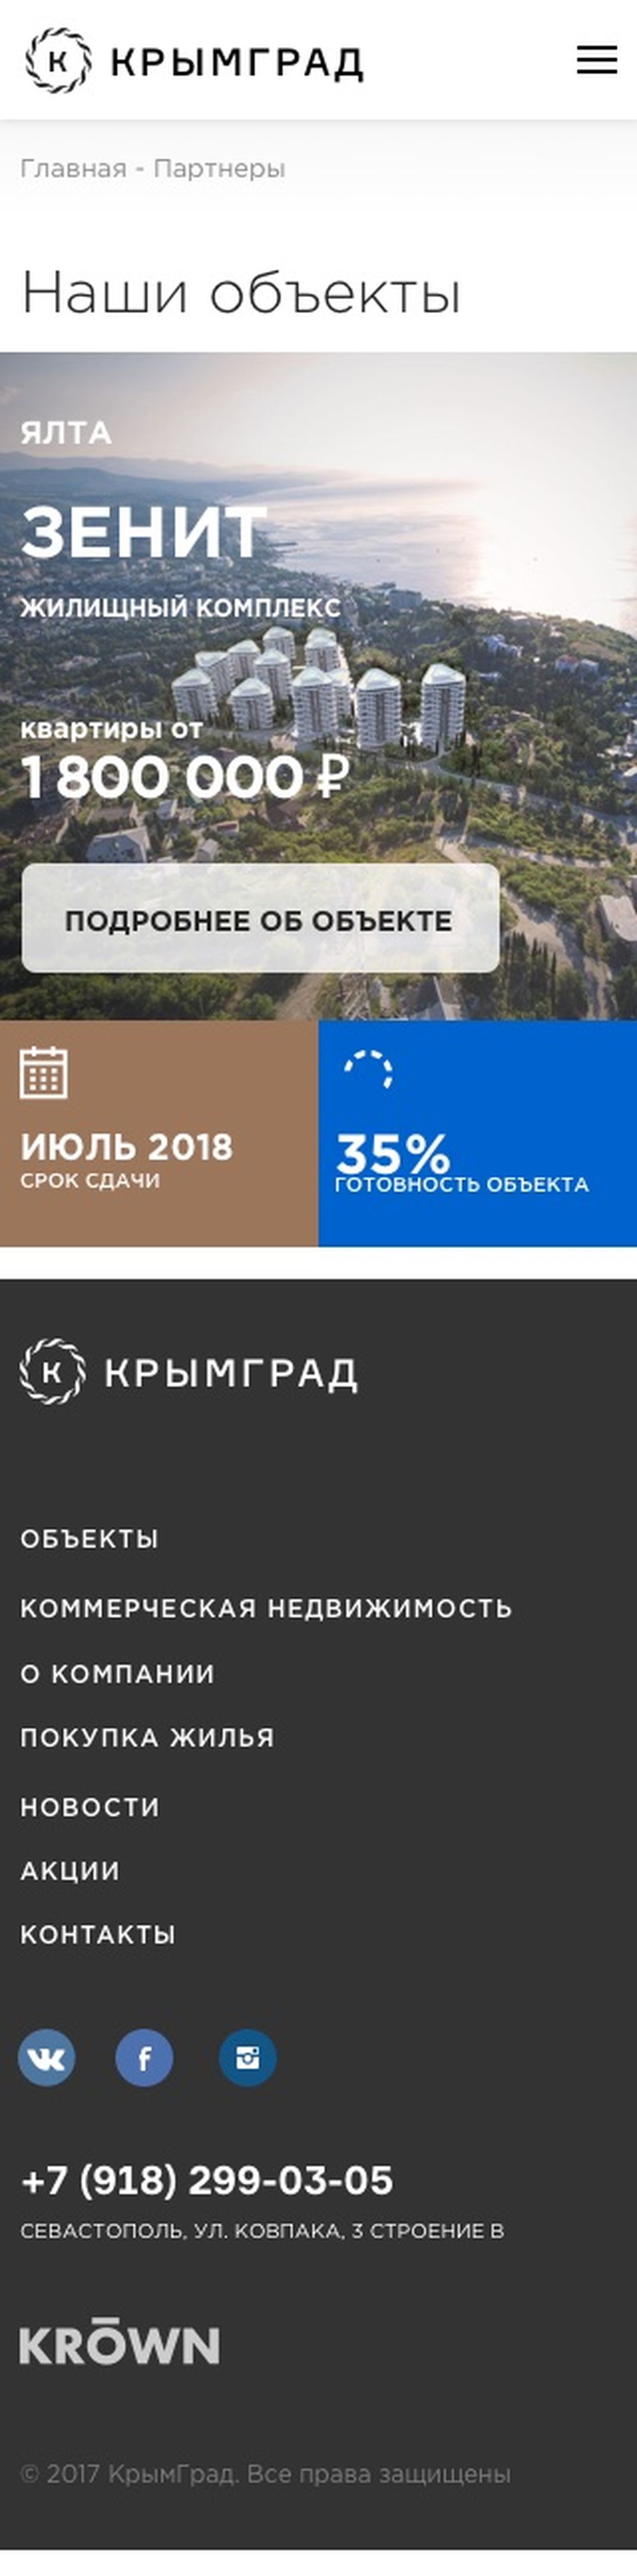 К КРЫМГРАД
Главная - Партнеры
Наши объекты
ЯЛТА
ЗЕНИТ
ЖИЛИЩНЫЙ КОМПЛЕКС
квартиры от
1 800 000 ₽
ПОДРОБНЕЕ ОБ ОБЪЕКТЕ
ИЮЛЬ 2018
СРОК СДАЧИ
35%
ГОТОВНОСТЬ ОБЪЕКТА
К КРЫМГРАД
ОБЪЕКТЫ
КОММЕРЧЕСКАЯ НЕДВИЖИМОСТЬ
О КОМПАНИИ
ПОКУПКА ЖИЛЬЯ
НОВОСТИ
АКЦИИ
КОНТАКТЫ
+7 (918) 299-03-05
СЕВАСТОПОЛЬ, УЛ. КОВПАКА, 3 СТРОЕНИЕ В
KRŌWN
© 2017 КрымГрад. Все права защищены